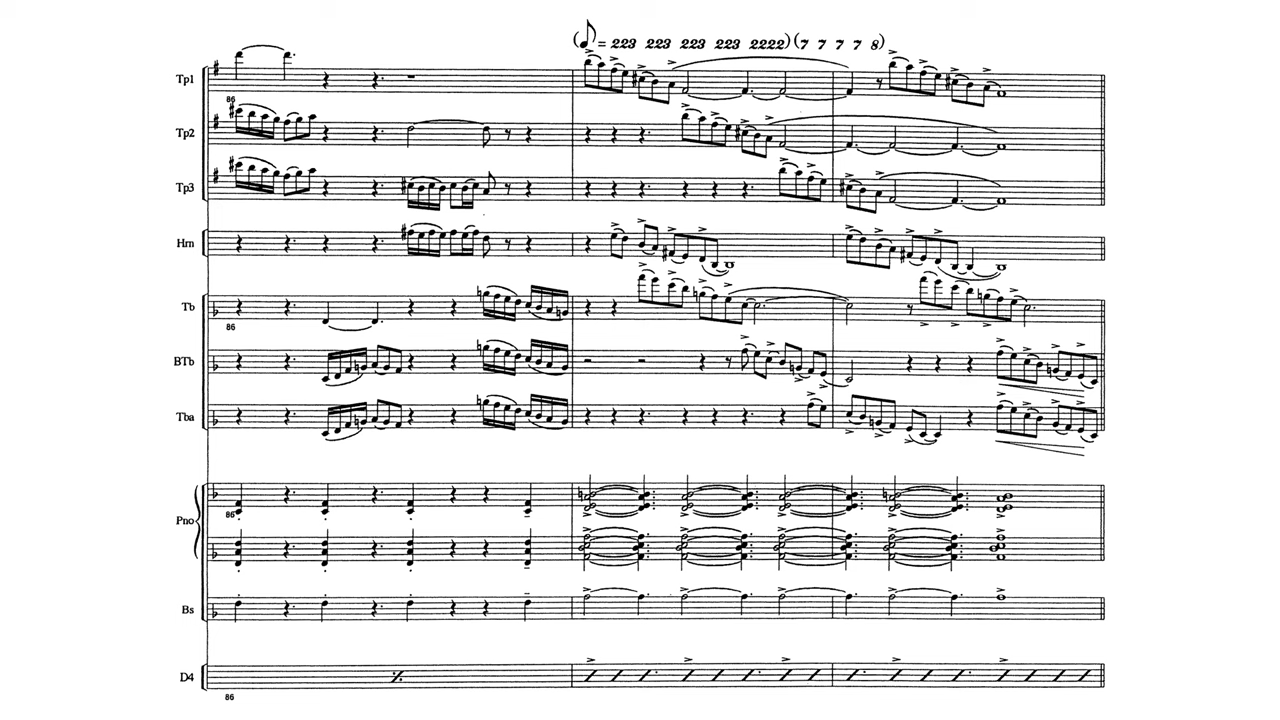 (♪ = 223 223 223 223 2222) (7 7 7 7 8)
Tp1
86
Tp2
Tp3
Hrn
Tb
86
BTb
Tba
86
Pno
Bs
D4
86